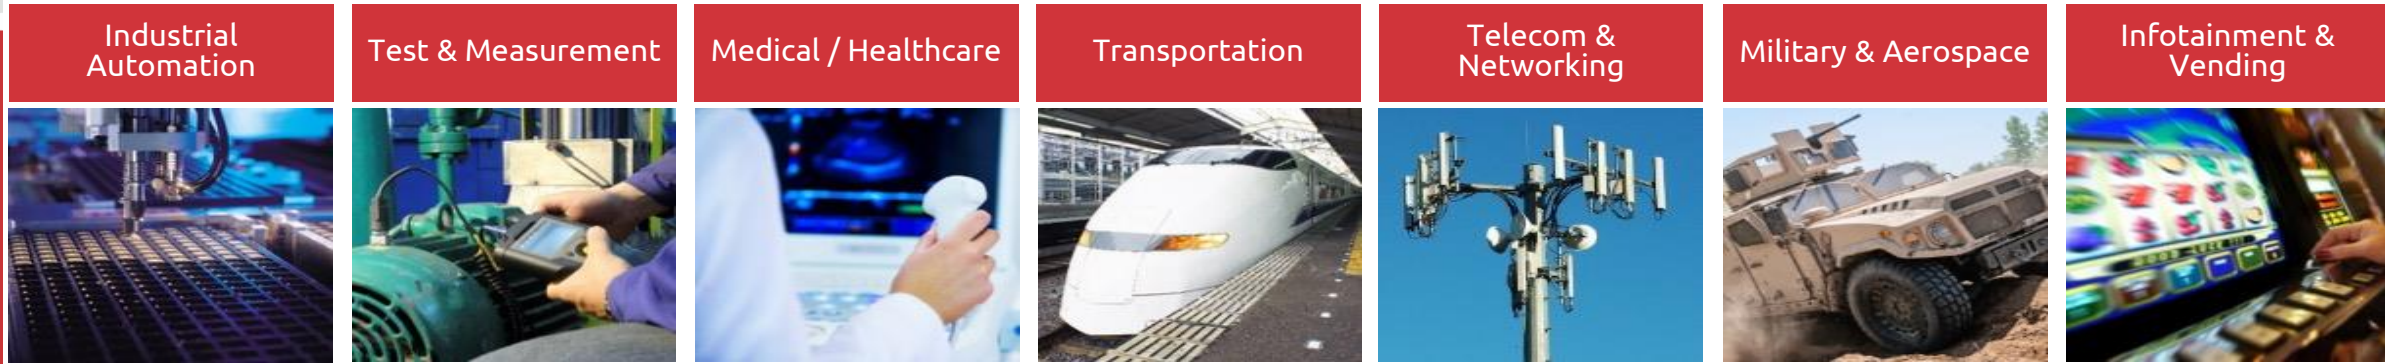 Industrial
Automation
Test & Measurement
Medical / Healthcare
Transportation
Telecom &
Networking
Military & Aerospace
Infotainment &
Vending